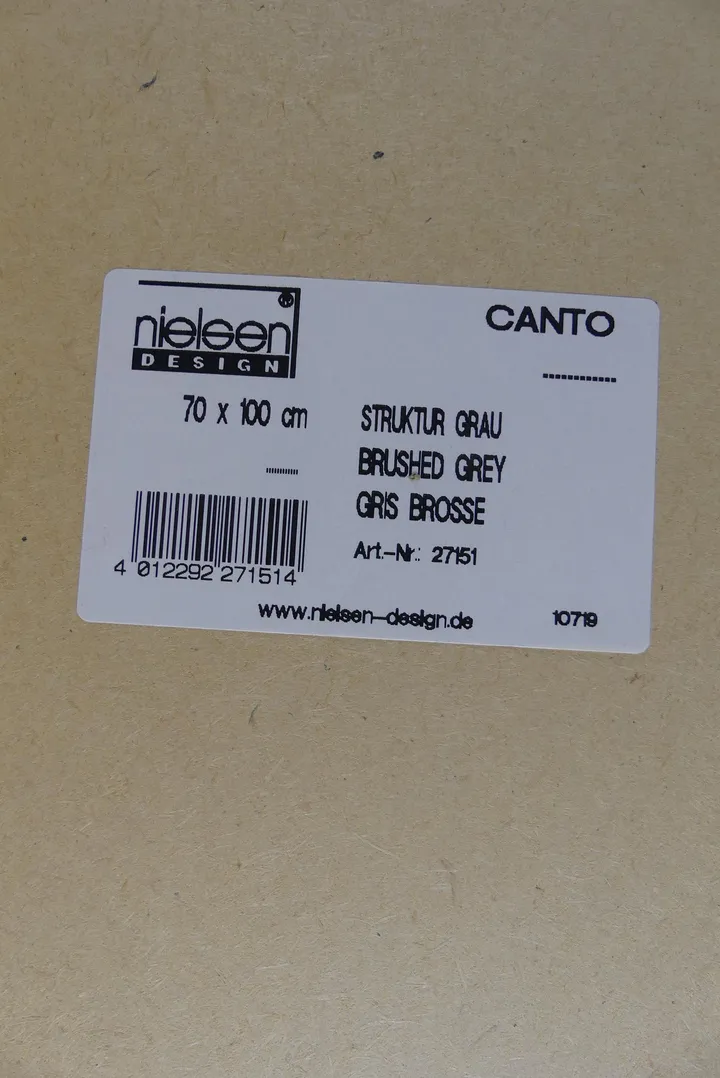 nielsen®
DESIGN
CANTO
70 x 100 cm
STRUKTUR GRAU
BRUSHED GREY
GRIS BROSSE
Art.-Nr.: 27151
4 012292 271514
www.nielsen-design.de
10719